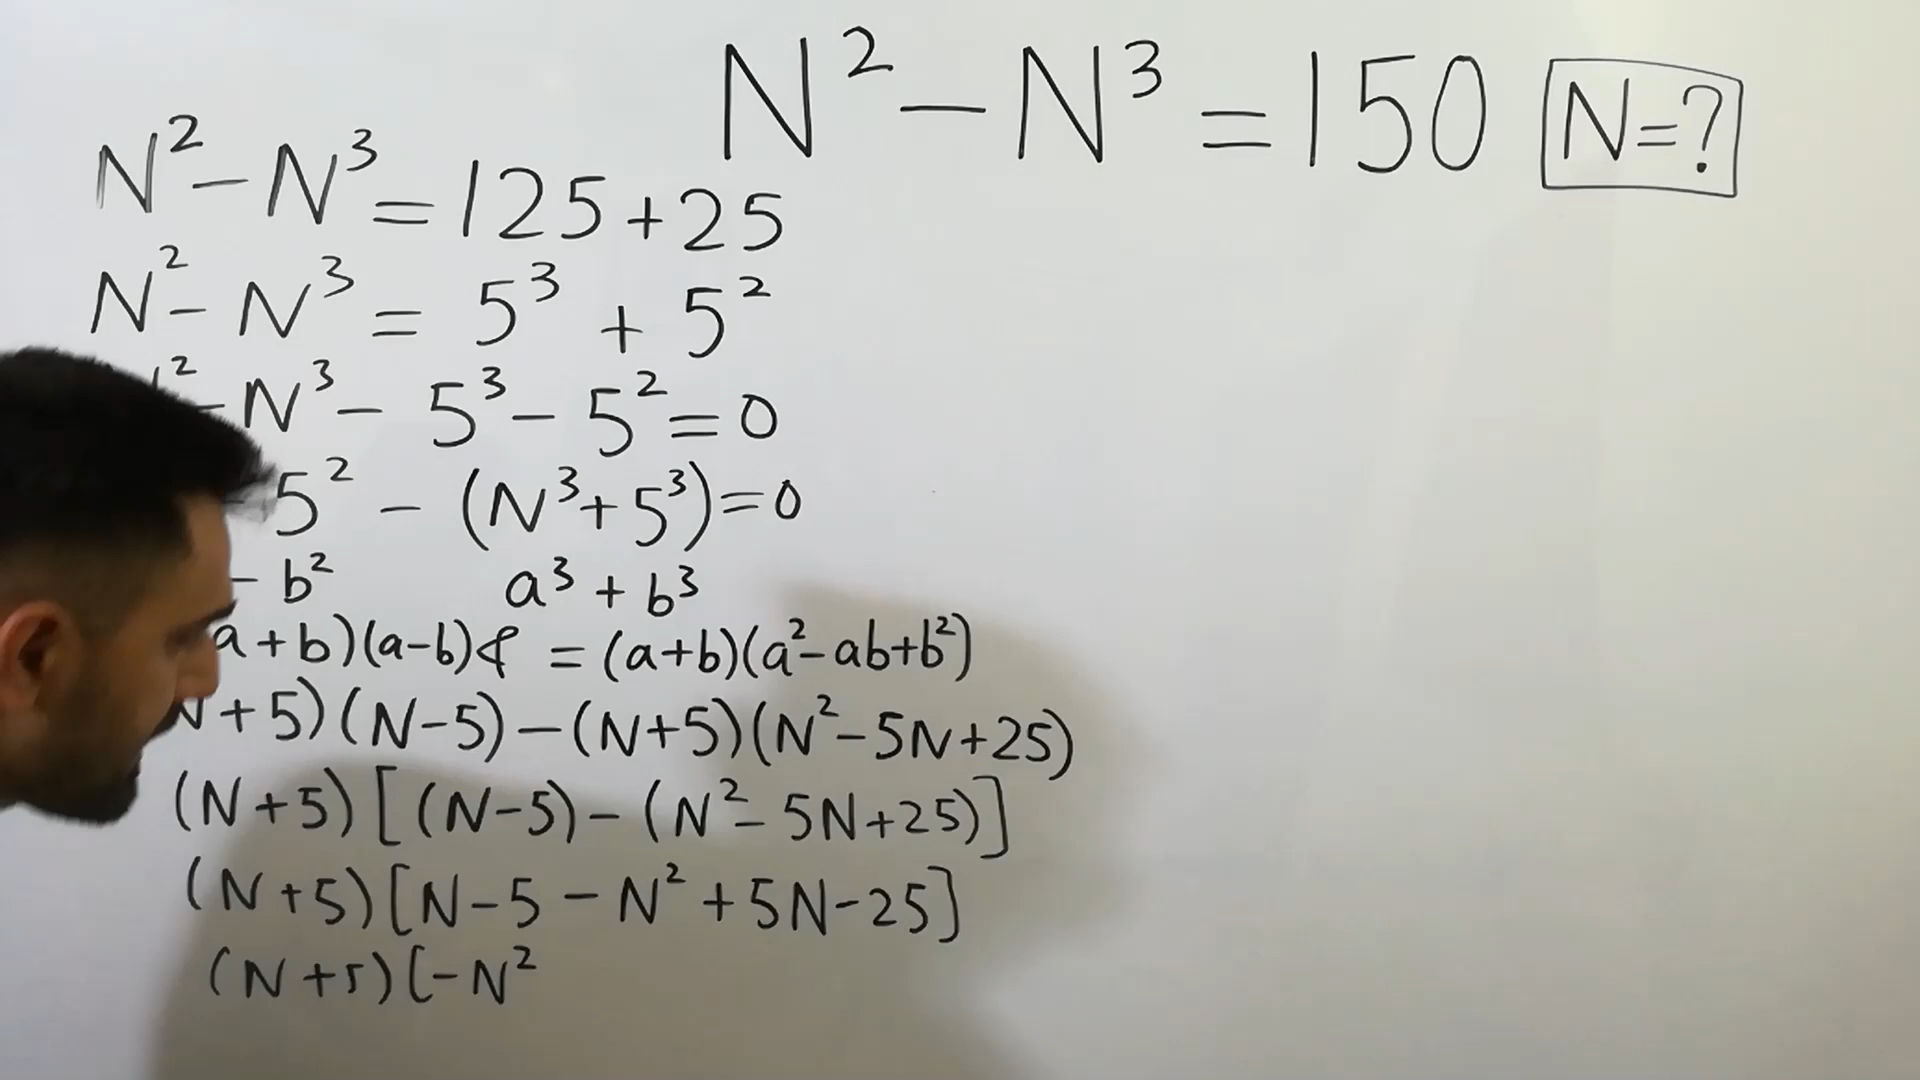 N² - N³ = 150 N=?
N² - N³ = 125 + 25
N² - N³ = 5³ + 5²
² - N³ - 5³ - 5² = 0
5² - (N³ + 5³) = 0
- b² a³ + b³
a+b)(a-b) = (a+b)(a²-ab+b²)
N+5)(N-5)-(N+5)(N²-5N+25)
(N+5)[(N-5)-(N²-5N+25)]
(N+5)[N-5-N²+5N-25]
(N+5)[-N²